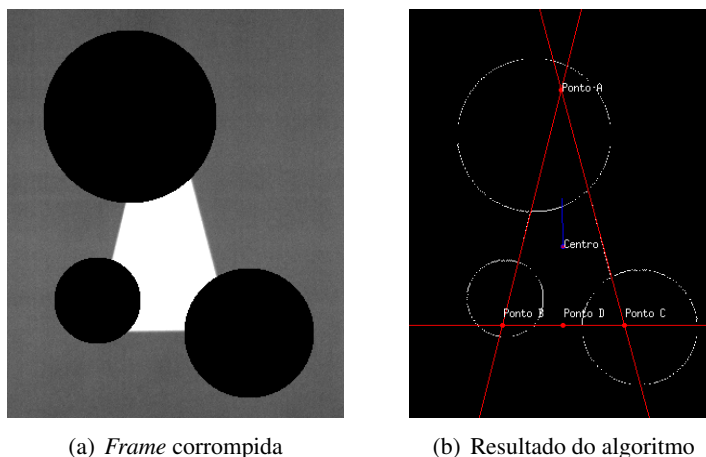 Ponto A
Centro
Ponto B Ponto D Ponto C
(a) Frame corrompida
(b) Resultado do algoritmo